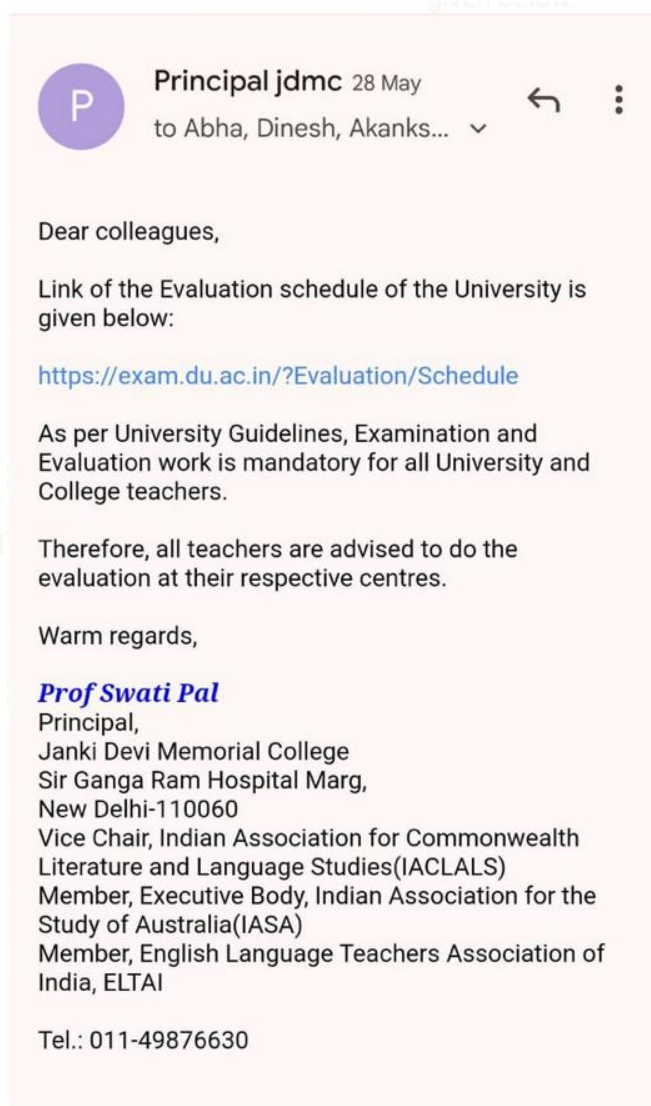 given below:
P
Principal jdmc 28 May
to Abha, Dinesh, Akanks...
Dear colleagues,
Link of the Evaluation schedule of the University is
given below:
https://exam.du.ac.in/?Evaluation/Schedule
As per University Guidelines, Examination and
Evaluation work is mandatory for all University and
College teachers.
Therefore, all teachers are advised to do the
evaluation at their respective centres.
Warm regards,
Prof Swati Pal
Principal,
Janki Devi Memorial College
Sir Ganga Ram Hospital Marg,
New Delhi-110060
Vice Chair, Indian Association for Commonwealth
Literature and Language Studies(IACLALS)
Member, Executive Body, Indian Association for the
Study of Australia(IASA)
Member, English Language Teachers Association of
India, ELTAI
Tel.: 011-49876630